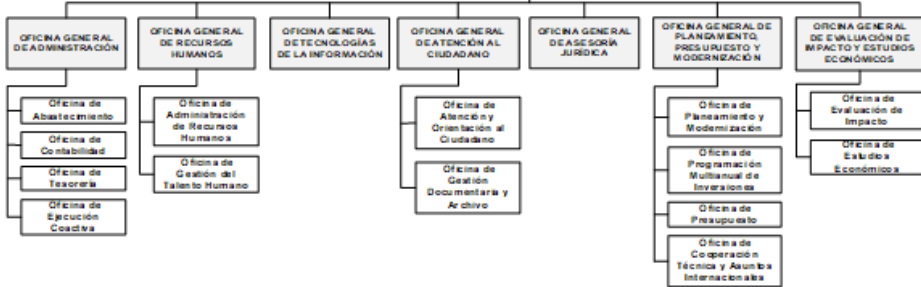 OFICINA GENERAL
DE ADMINISTRACIÓN
OFICINA GENERAL
DE RECURSOS
HUMANOS
OFICINA GENERAL
DE TECNOLOGÍAS
DE LA INFORMACIÓN
OFICINA GENERAL
DE ATENCIÓN AL
CIUDADANO
OFICINA GENERAL
DE ASESORÍA
JURÍDICA
OFICINA GENERAL DE
PLANEAMIENTO,
PRESUPUESTO Y
MODERNIZACIÓN
OFICINA GENERAL
DE EVALUACIÓN DE
IMPACTO Y ESTUDIOS
ECONÓMICOS
Oficina de
Abastecimiento
Oficina de
Contabilidad
Oficina de
Tesorería
Oficina de
Ejecución
Coactiva
Oficina de
Administración
de Recursos
Humanos
Oficina de
Gestión del
Talento Humano
Oficina de
Atención y
Orientación al
Ciudadano
Oficina de
Gestión
Documentaria y
Archivo
Oficina de
Planeamiento y
Modernización
Oficina de
Programación
Multianual de
Inversiones
Oficina de
Presupuesto
Oficina de
Cooperación
Técnica y Asuntos
Internacionales
Oficina de
Evaluación de
Impacto
Oficina de
Estudios
Económicos